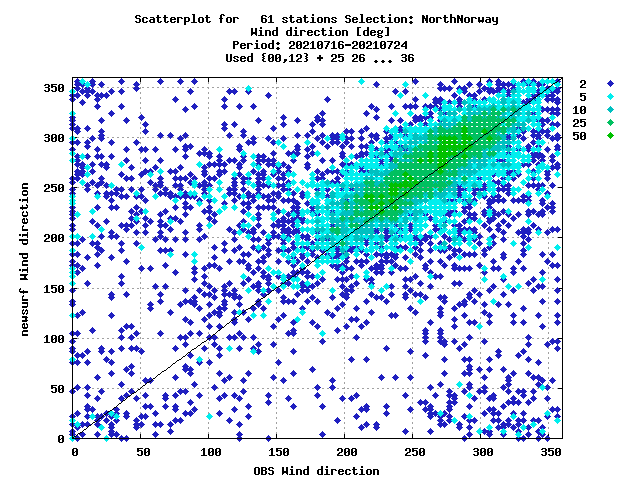 Scatterplot for   61 stations Selection: NorthNorway
Wind direction [deg]
Period: 20210716-20210724
Used {00,12} + 25 26 ... 36
2
5
10
25
50
350
300
250
200
150
100
50
0
newsurf Wind direction
0 50 100 150 200 250 300 350
OBS Wind direction